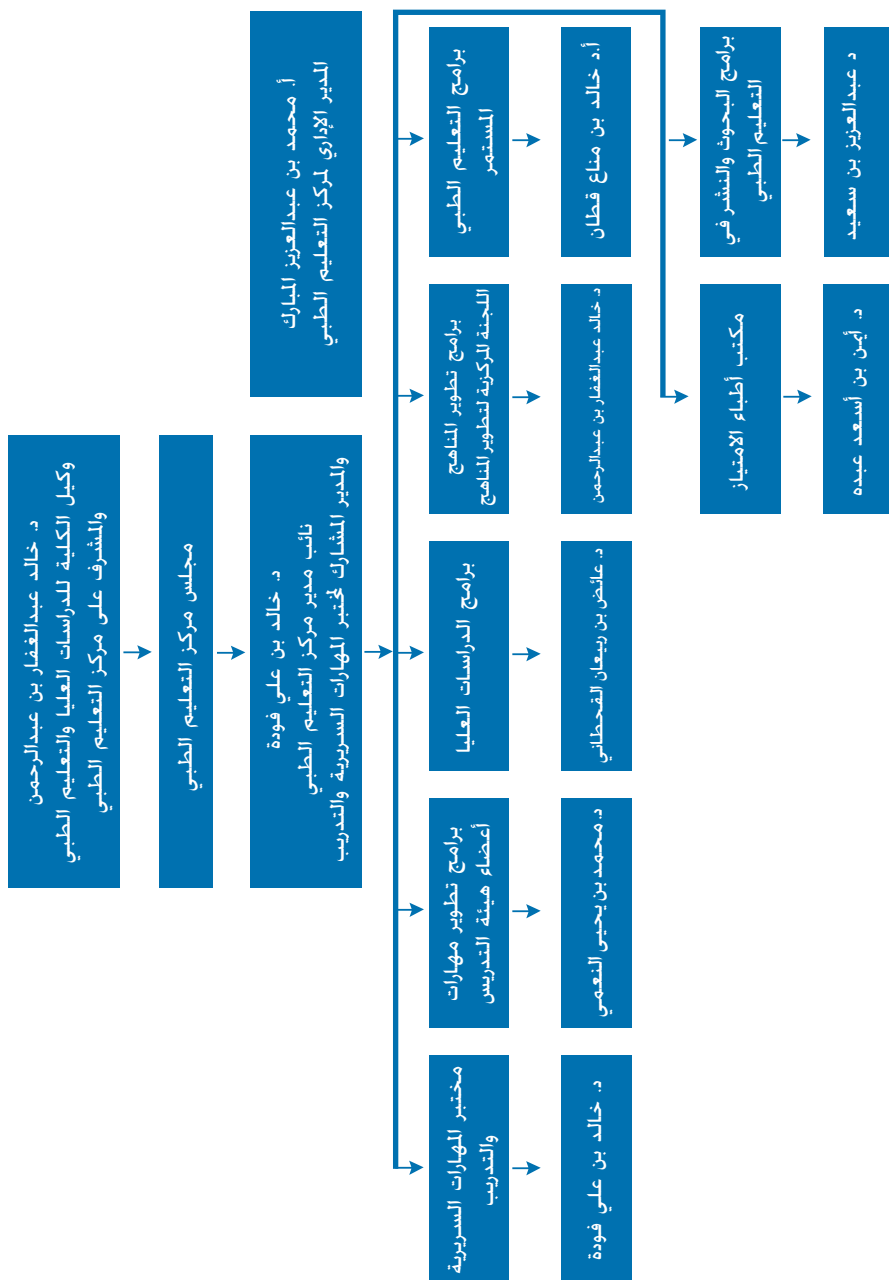 د. خالد عبدالغفار بن عبدالرحمن
وكيل الكلية للدراسات العليا والتعليم الطبي
والمشرف على مركز التعليم الطبي
مجلس مركز التعليم الطبي
د. خالد بن علي فودة
نائب مدير مركز التعليم الطبي
والمدير المشارك لمختبر المهارات السريرية والتدريب
أ. محمد بن عبدالعزيز المبارك
المدير الإداري لمركز التعليم الطبي
برامج التعليم الطبي
المستمر
أ.د خالد بن مناع قطان
برامج تطوير المناهج
اللجنة المركزية لتطوير المناهج
د. خالد عبدالغفار بن عبدالرحمن
برامج الدراسات العليا
د. عائض بن ربيعان القحطاني
برامج تطوير مهارات
أعضاء هيئة التدريس
د. محمد بن يحيى النعمي
مختبر المهارات السريرية
والتدريب
د. خالد بن علي فودة
برامج البحوث والنشر في
التعليم الطبي
د عبدالعزيز بن سعيد
مكتب أطباء الامتياز
د. أيمن بن أسعد عبده